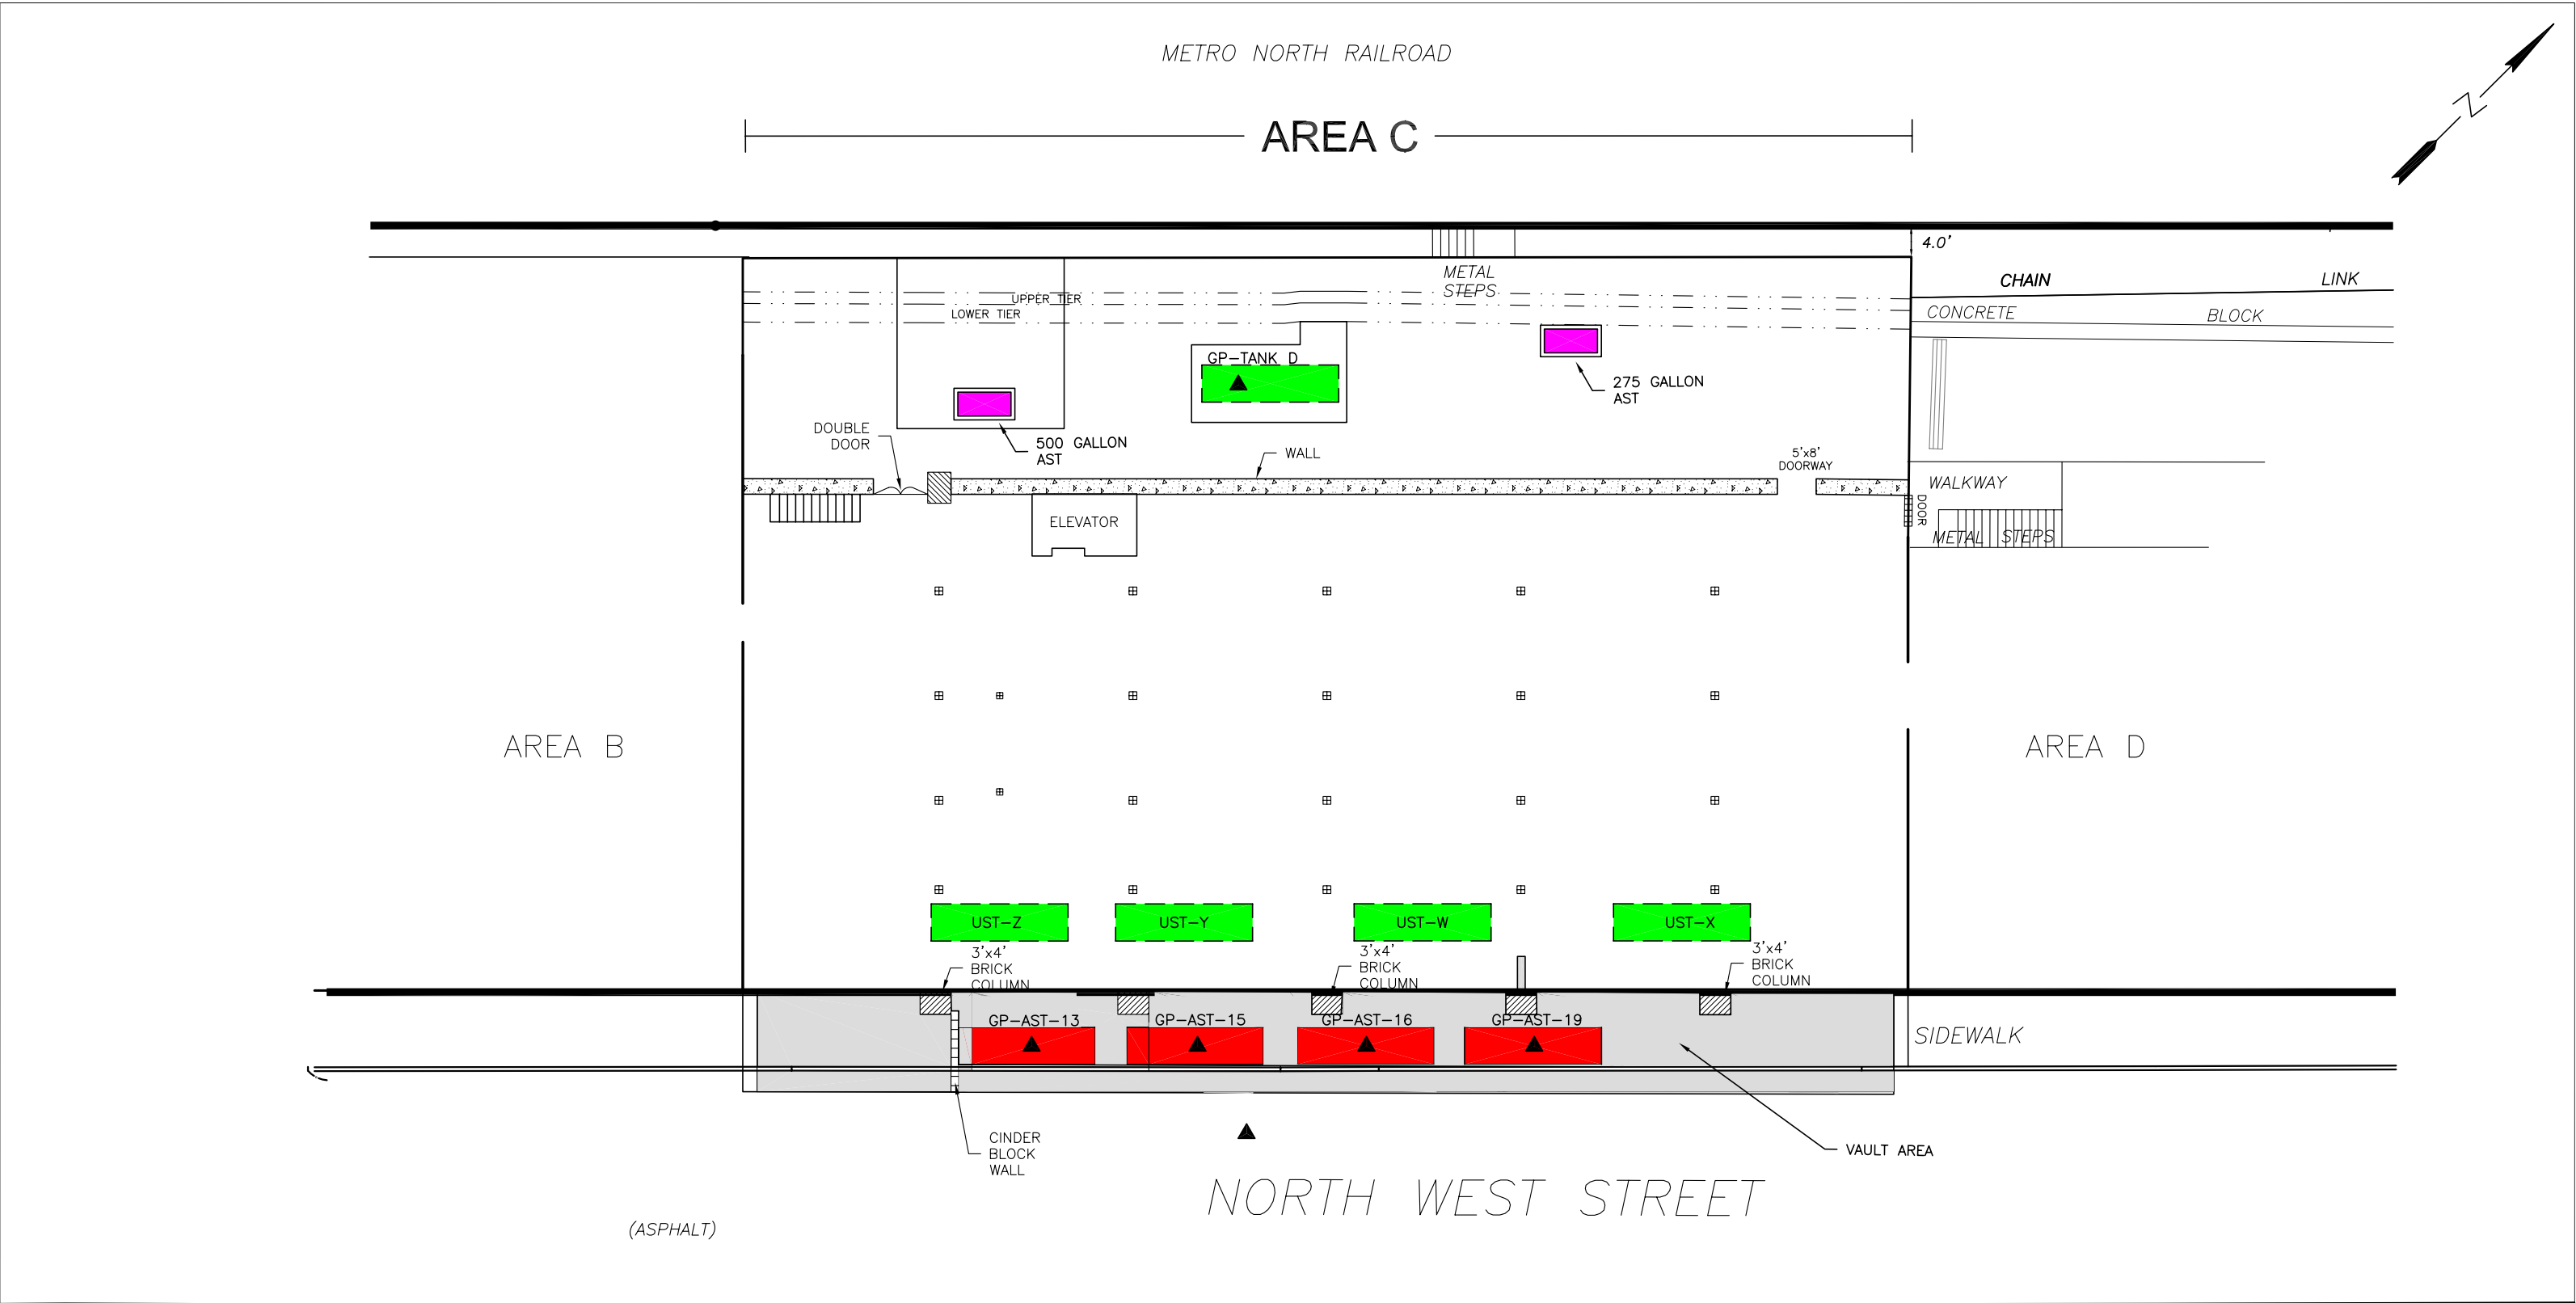 METRO NORTH RAILROAD
N
AREA C
4.0'
METAL
STEPS
CHAIN LINK
UPPER TIER
LOWER TIER
CONCRETE BLOCK
GP-TANK D
275 GALLON
AST
DOUBLE
DOOR
500 GALLON
AST
WALL
5'x8'
DOORWAY
WALKWAY
DOOR
ELEVATOR
METAL STEPS
AREA B
AREA D
UST-Z
UST-Y
UST-W
UST-X
3'x4'
BRICK
COLUMN
3'x4'
BRICK
COLUMN
3'x4'
BRICK
COLUMN
GP-AST-13
GP-AST-15
GP-AST-16
GP-AST-19
SIDEWALK
CINDER
BLOCK
WALL
VAULT AREA
NORTH WEST STREET
(ASPHALT)